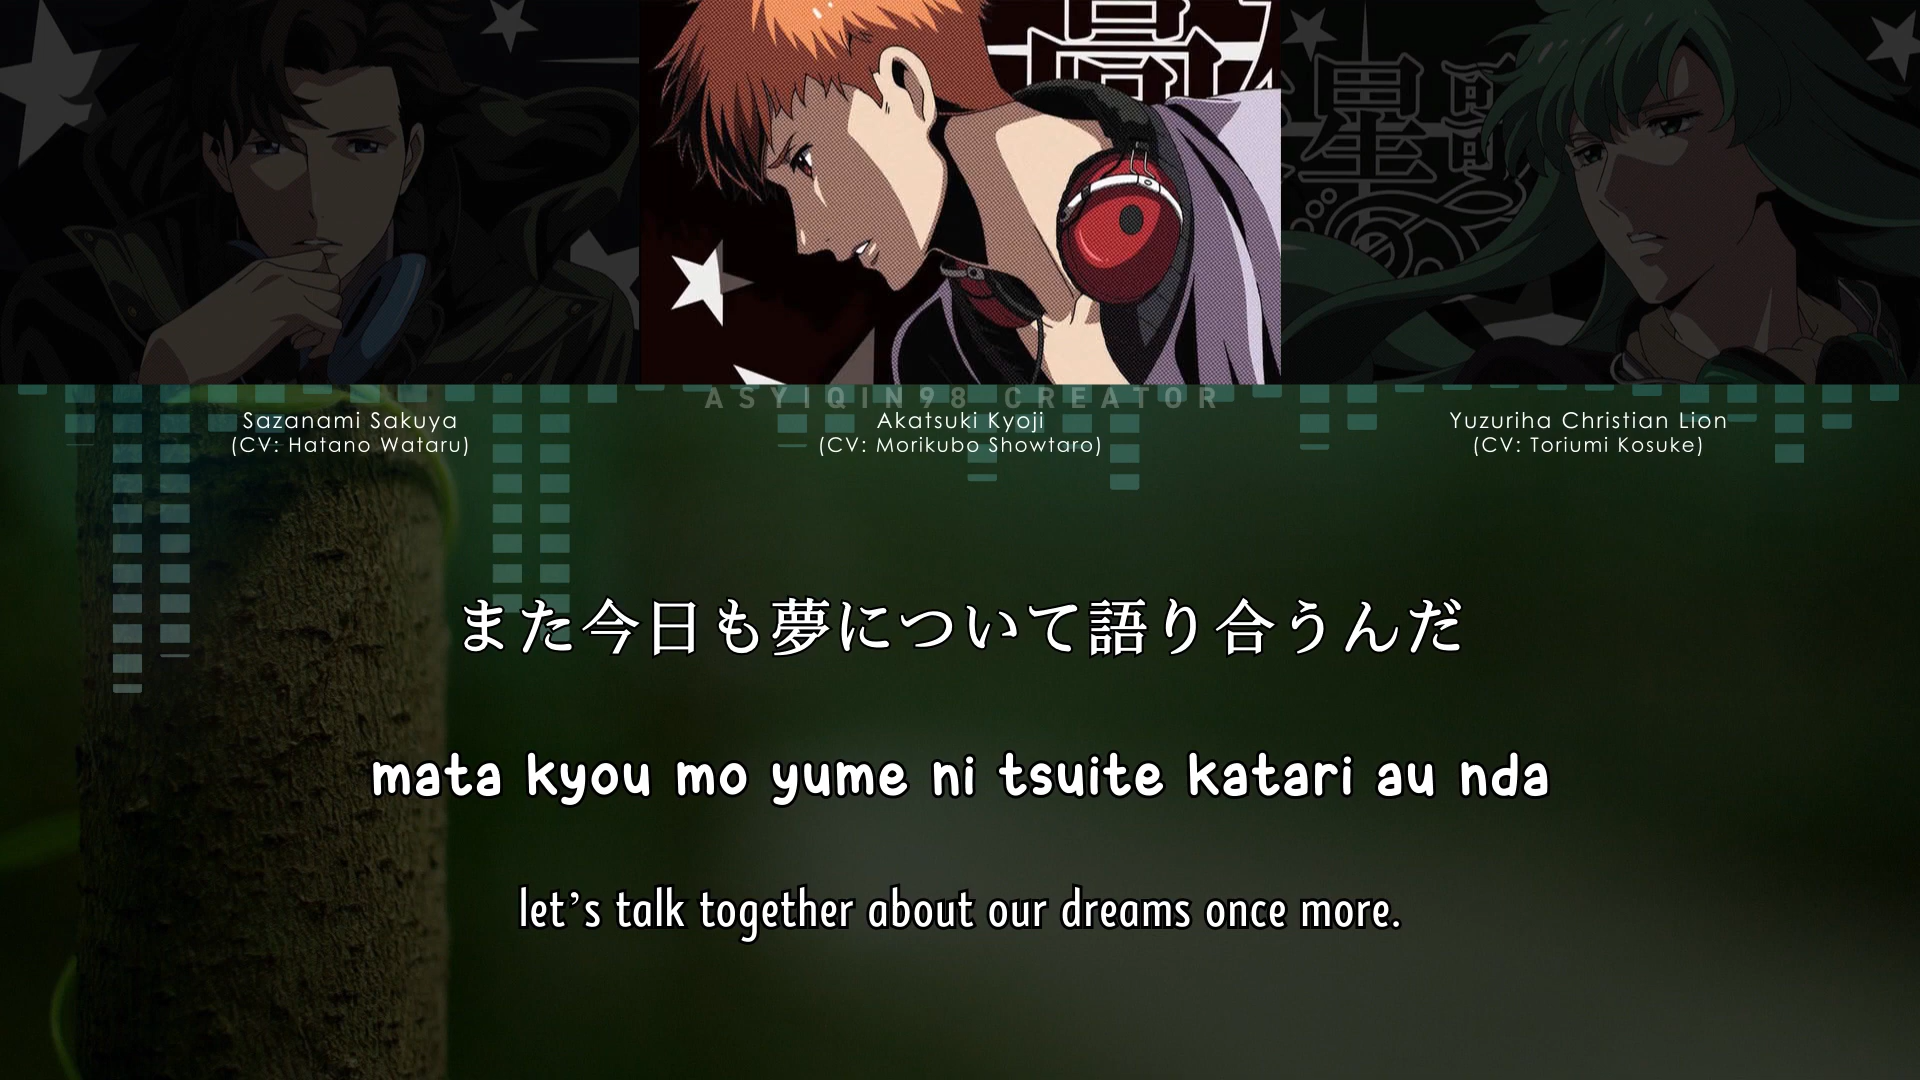 ASYIQIN98 CREATOR
Sazanami Sakuya
(CV: Hatano Wataru)
Akatsuki Kyoji
(CV: Morikubo Showtaro)
Yuzuriha Christian Lion
(CV: Toriumi Kosuke)
また今日も夢について語り合うんだ
mata kyou mo yume ni tsuite katari au nda
let’s talk together about our dreams once more.